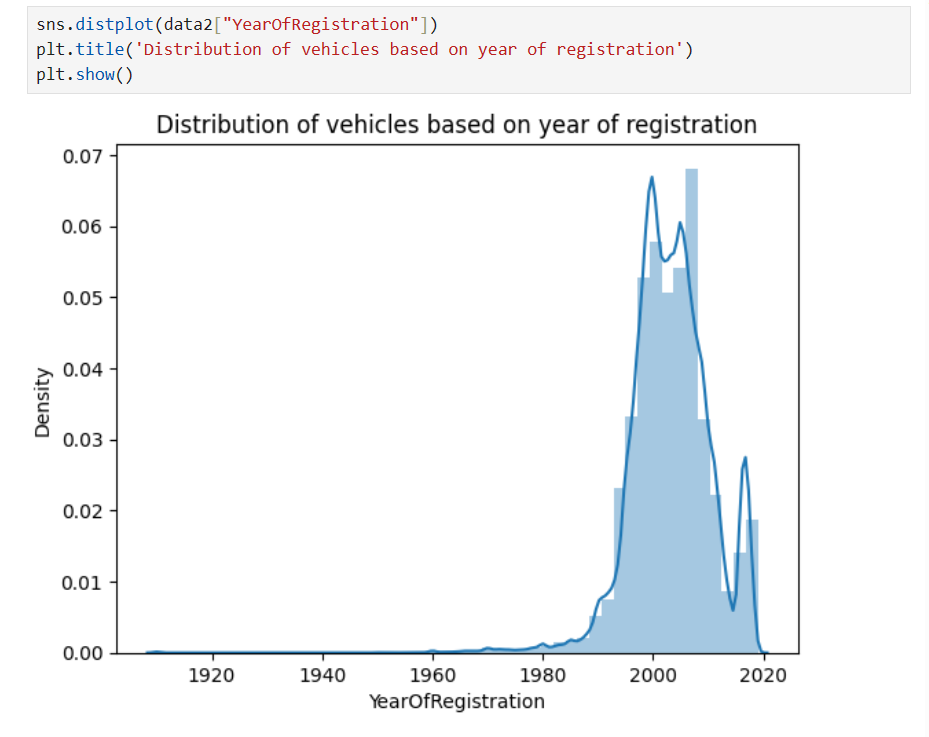 sns.distplot(data2["YearOfRegistration"])
plt.title('Distribution of vehicles based on year of registration')
plt.show()
Distribution of vehicles based on year of registration
0.07
0.06
0.05
0.04
0.03
0.02
0.01
0.00
Density
1920 1940 1960 1980 2000 2020
YearOfRegistration